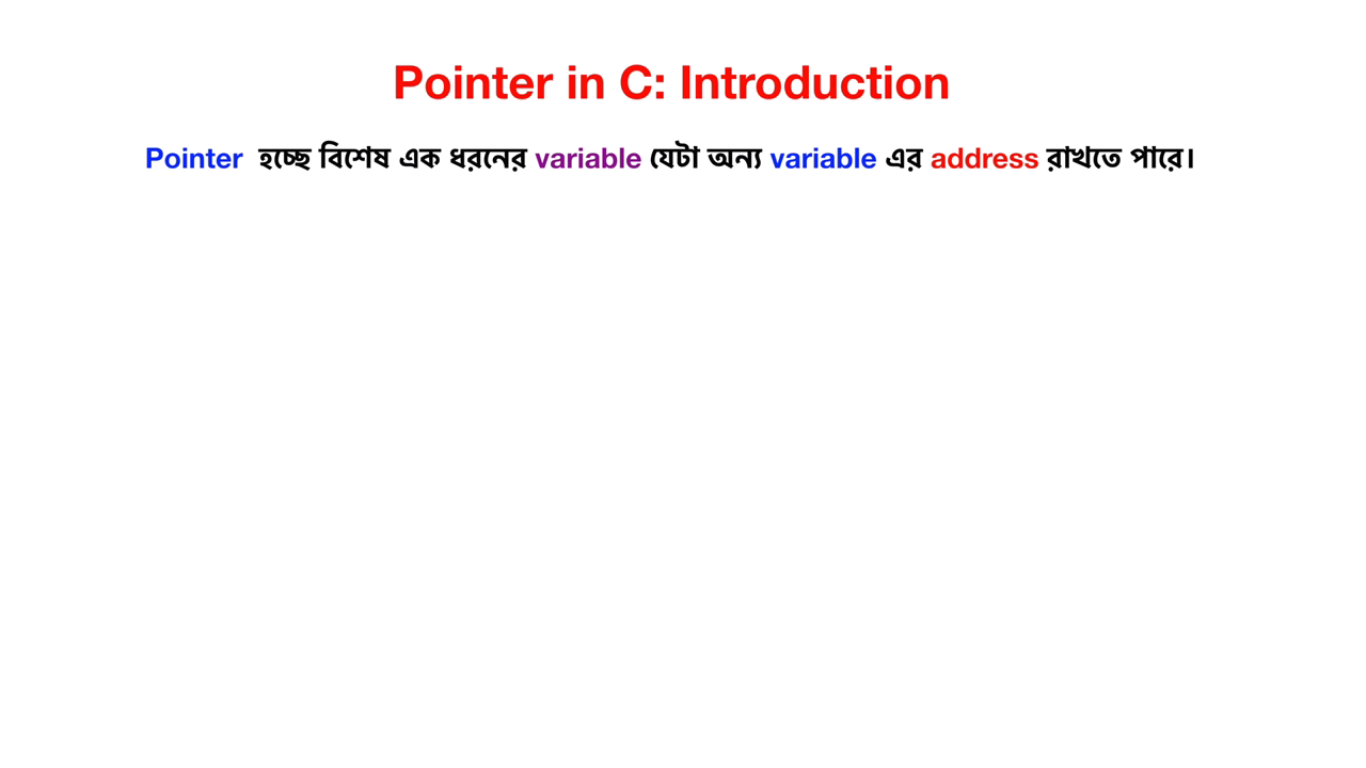 Pointer in C: Introduction
Pointer হচ্ছে বিশেষ এক ধরনের variable যেটা অন্য variable এর address রাখতে পারে।